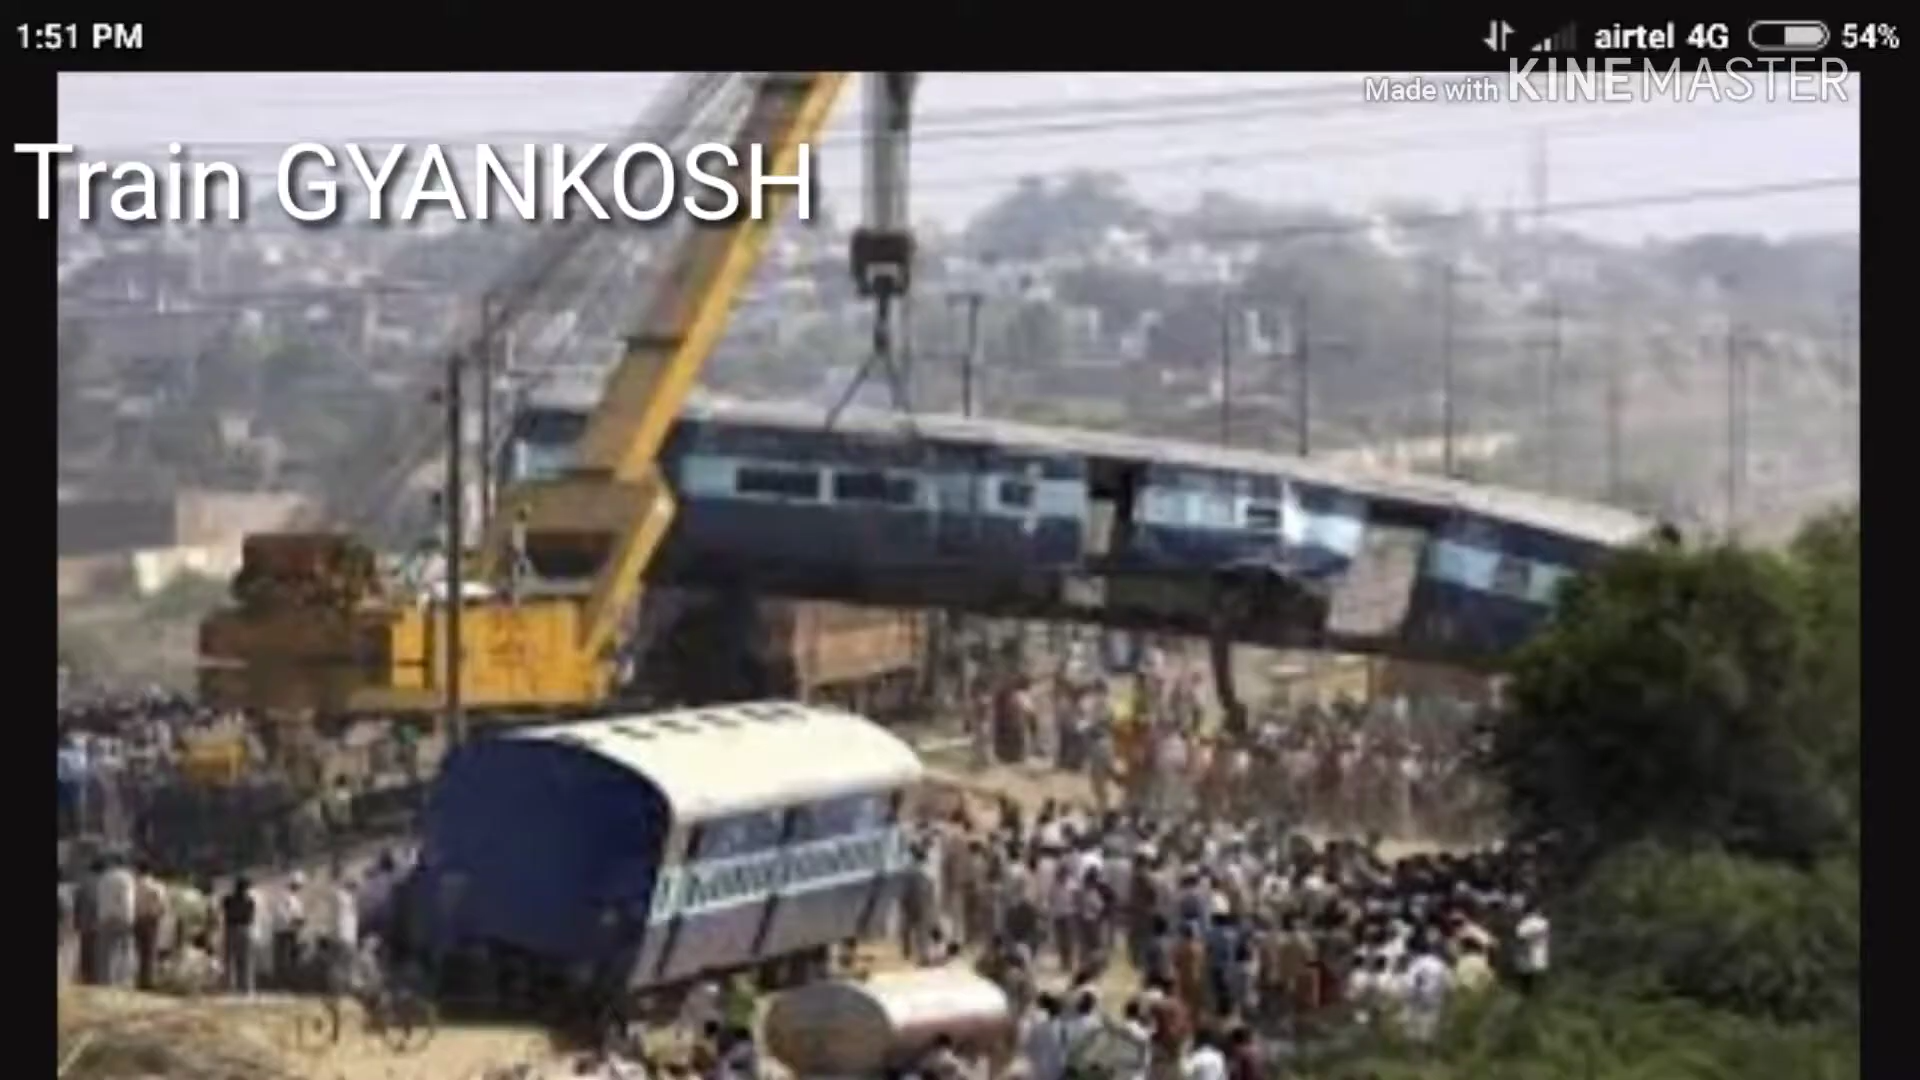 1:51 PM
airtel 4G
54%
Made with KINEMASTER
Train GYANKOSH